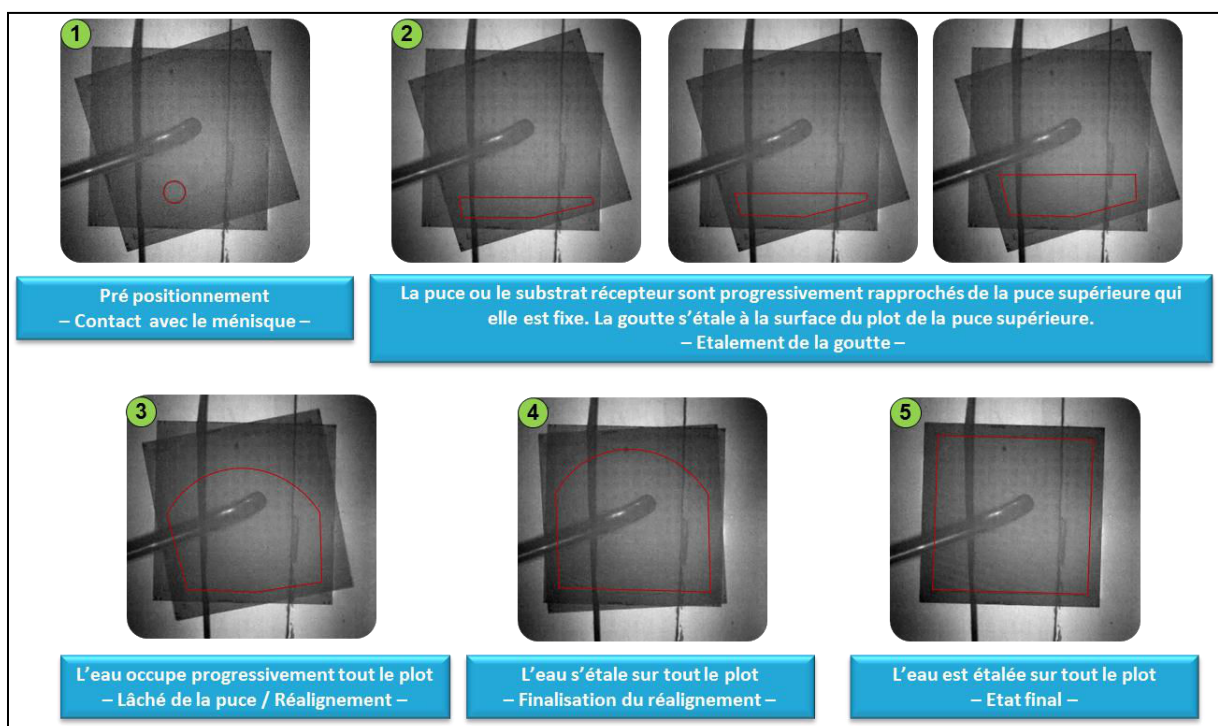 1
2
Pré positionnement
– Contact avec le ménisque –
La puce ou le substrat récepteur sont progressivement rapprochés de la puce supérieure qui
elle est fixe. La goutte s’étale à la surface du plot de la puce supérieure.
– Etalement de la goutte –
3
4
5
L’eau occupe progressivement tout le plot
– Lâché de la puce / Réalignement –
L’eau s’étale sur tout le plot
– Finalisation du réalignement –
L’eau est étalée sur tout le plot
– Etat final –